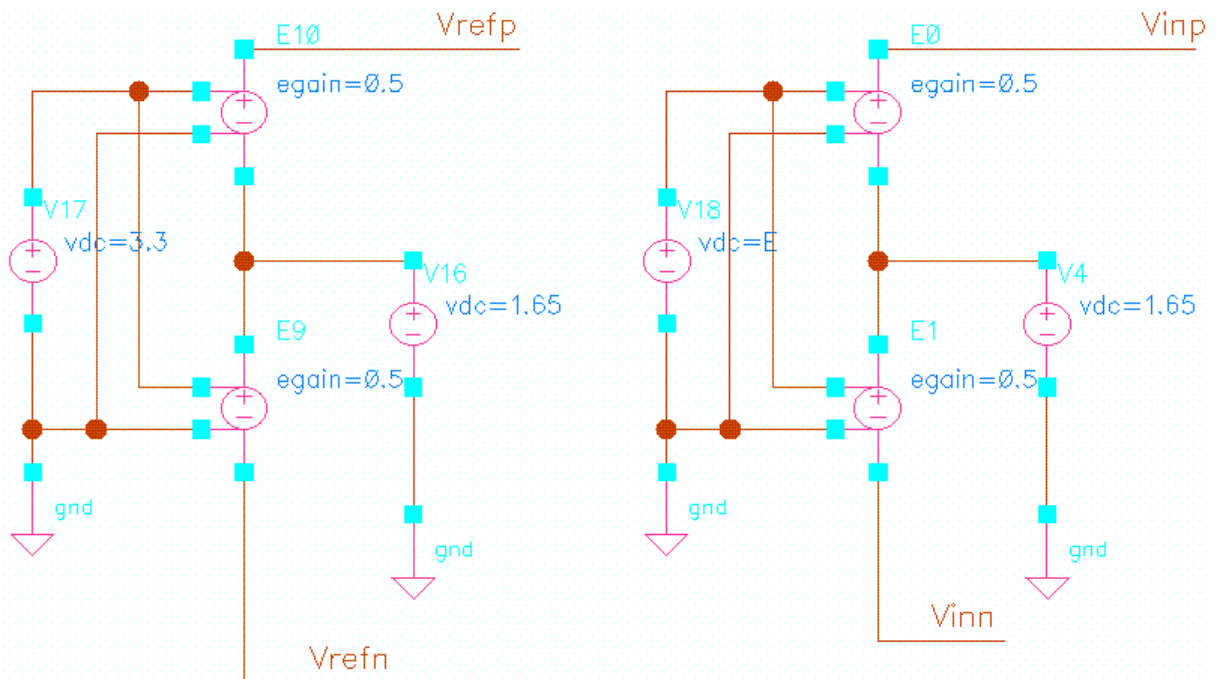 E10
Vrefp
egain=0.5
V17
vdc=3.3
V16
vdc=1.65
E9
egain=0.5
gnd
gnd
Vrefn
E0
Vinp
egain=0.5
V18
vdc=E
V4
vdc=1.65
E1
egain=0.5
gnd
gnd
Vinn